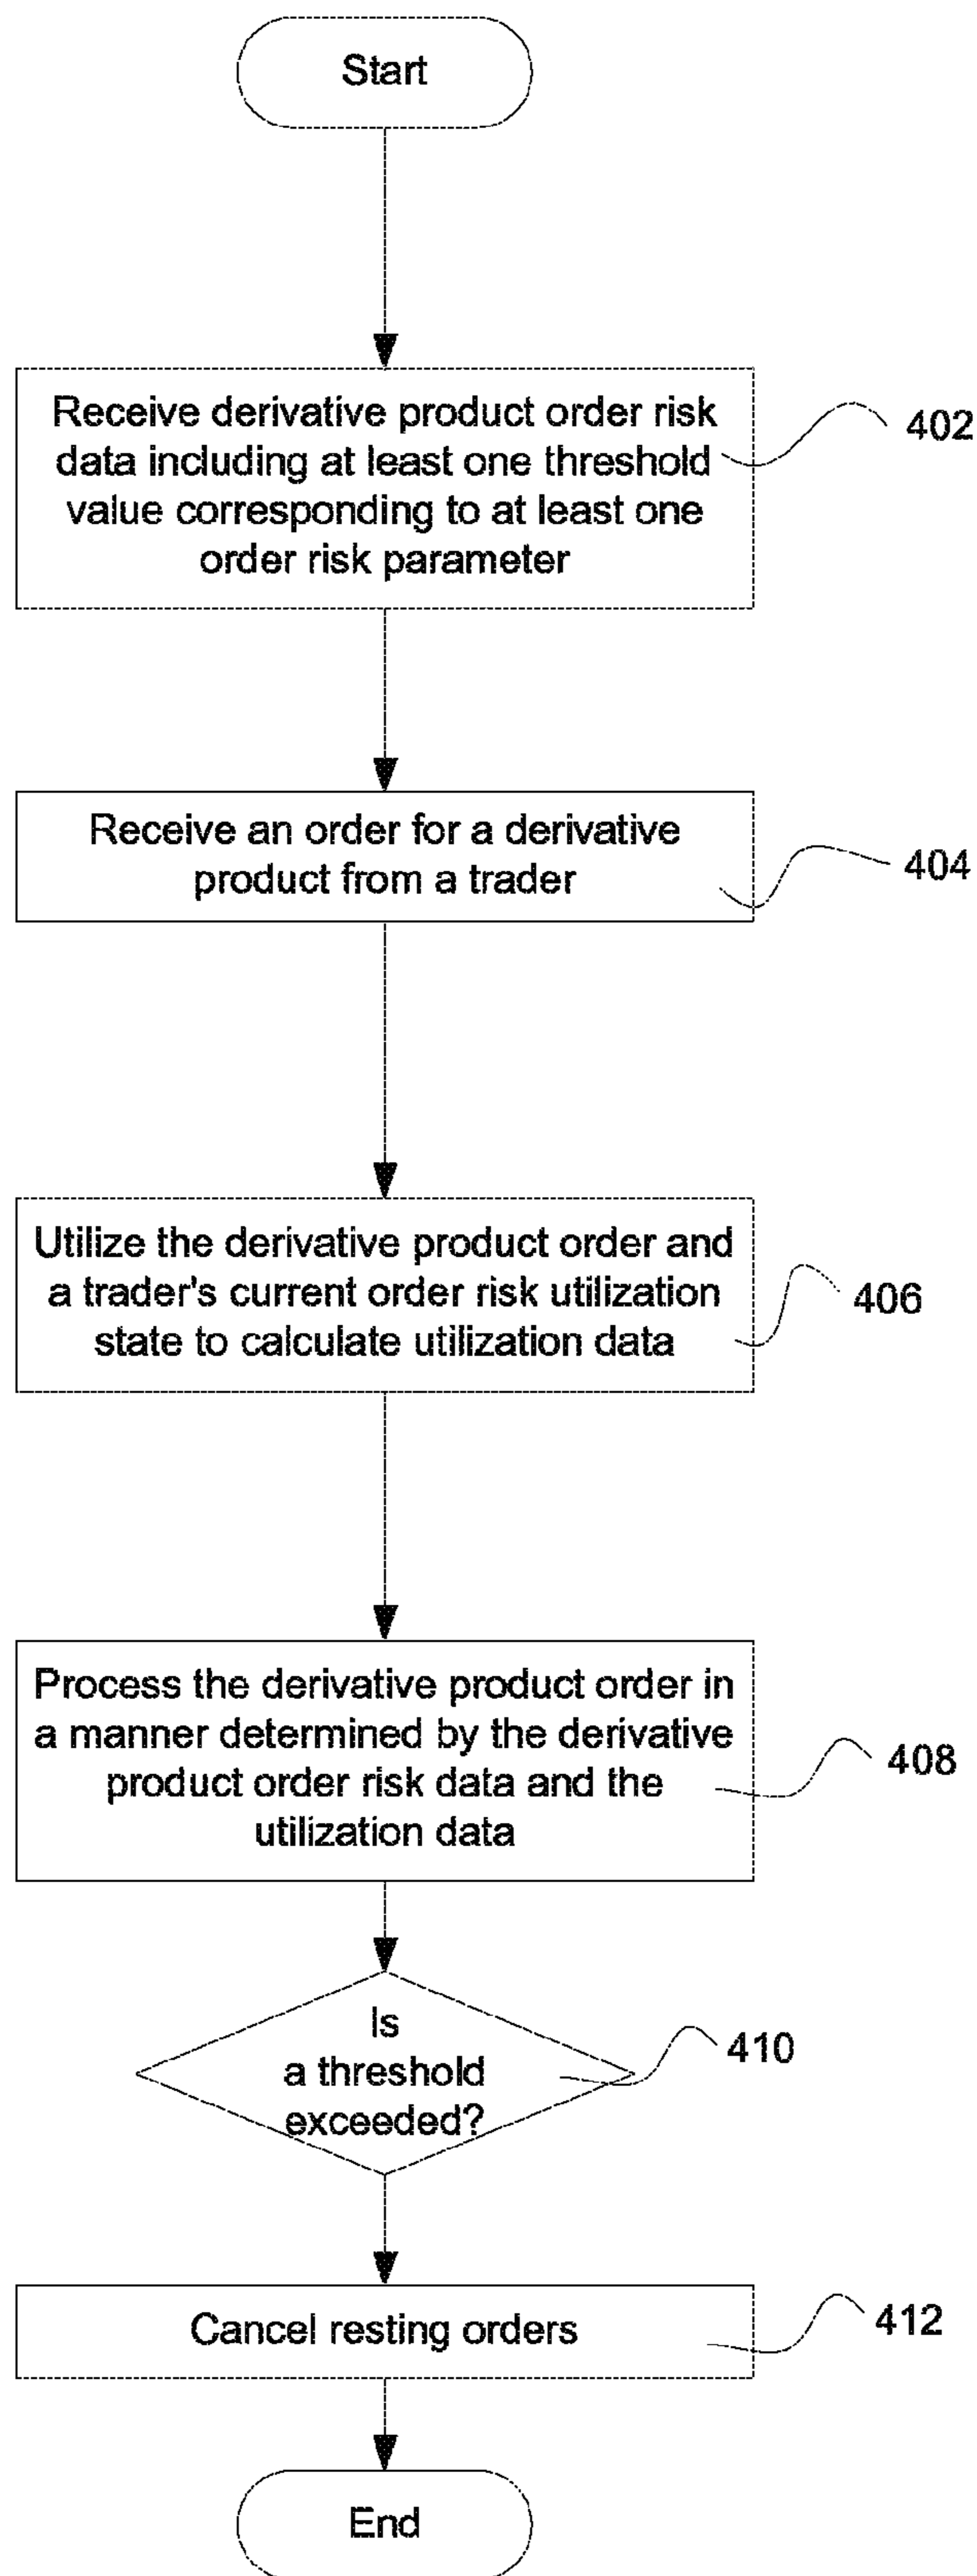 Start
Receive derivative product order risk
data including at least one threshold
value corresponding to at least one
order risk parameter
402
Receive an order for a derivative
product from a trader
404
Utilize the derivative product order and
a trader's current order risk utilization
state to calculate utilization data
406
Process the derivative product order in
a manner determined by the derivative
product order risk data and the
utilization data
408
Is
a threshold
exceeded?
410
Cancel resting orders
412
End